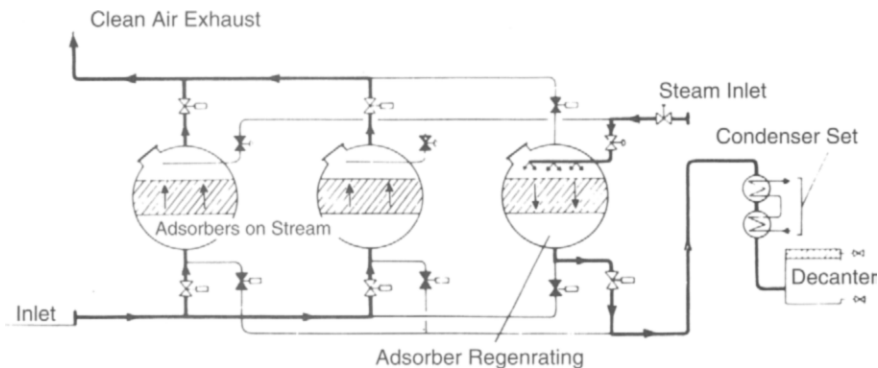 Clean Air Exhaust
Steam Inlet
Condenser Set
Adsorbers on Stream
Decanter
Inlet
Adsorber Regenrating